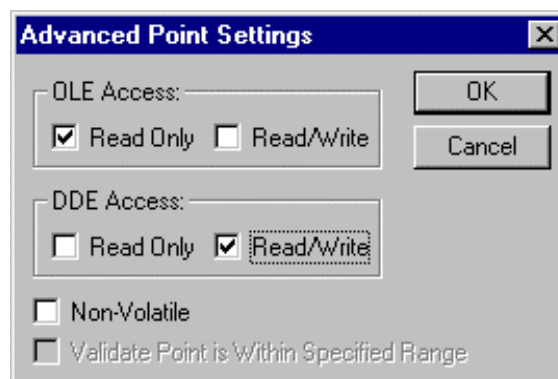 Advanced Point Settings
OLE Access:
Read Only Read/Write
OK
Cancel
DDE Access:
Read Only Read/Write
Non-Volatile
Validate Point is Within Specified Range